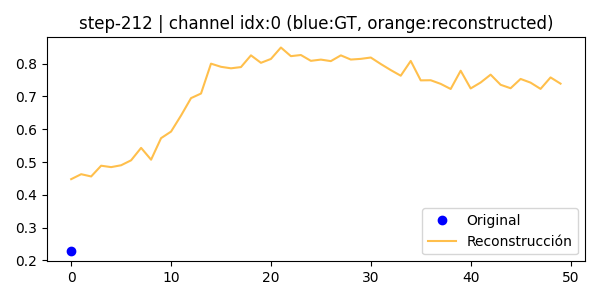 step-212 | channel idx:0 (blue:GT, orange:reconstructed)
0.8
0.7
0.6
0.5
0.4
0.3
0.2
Original
Reconstrucción
0 10 20 30 40 50